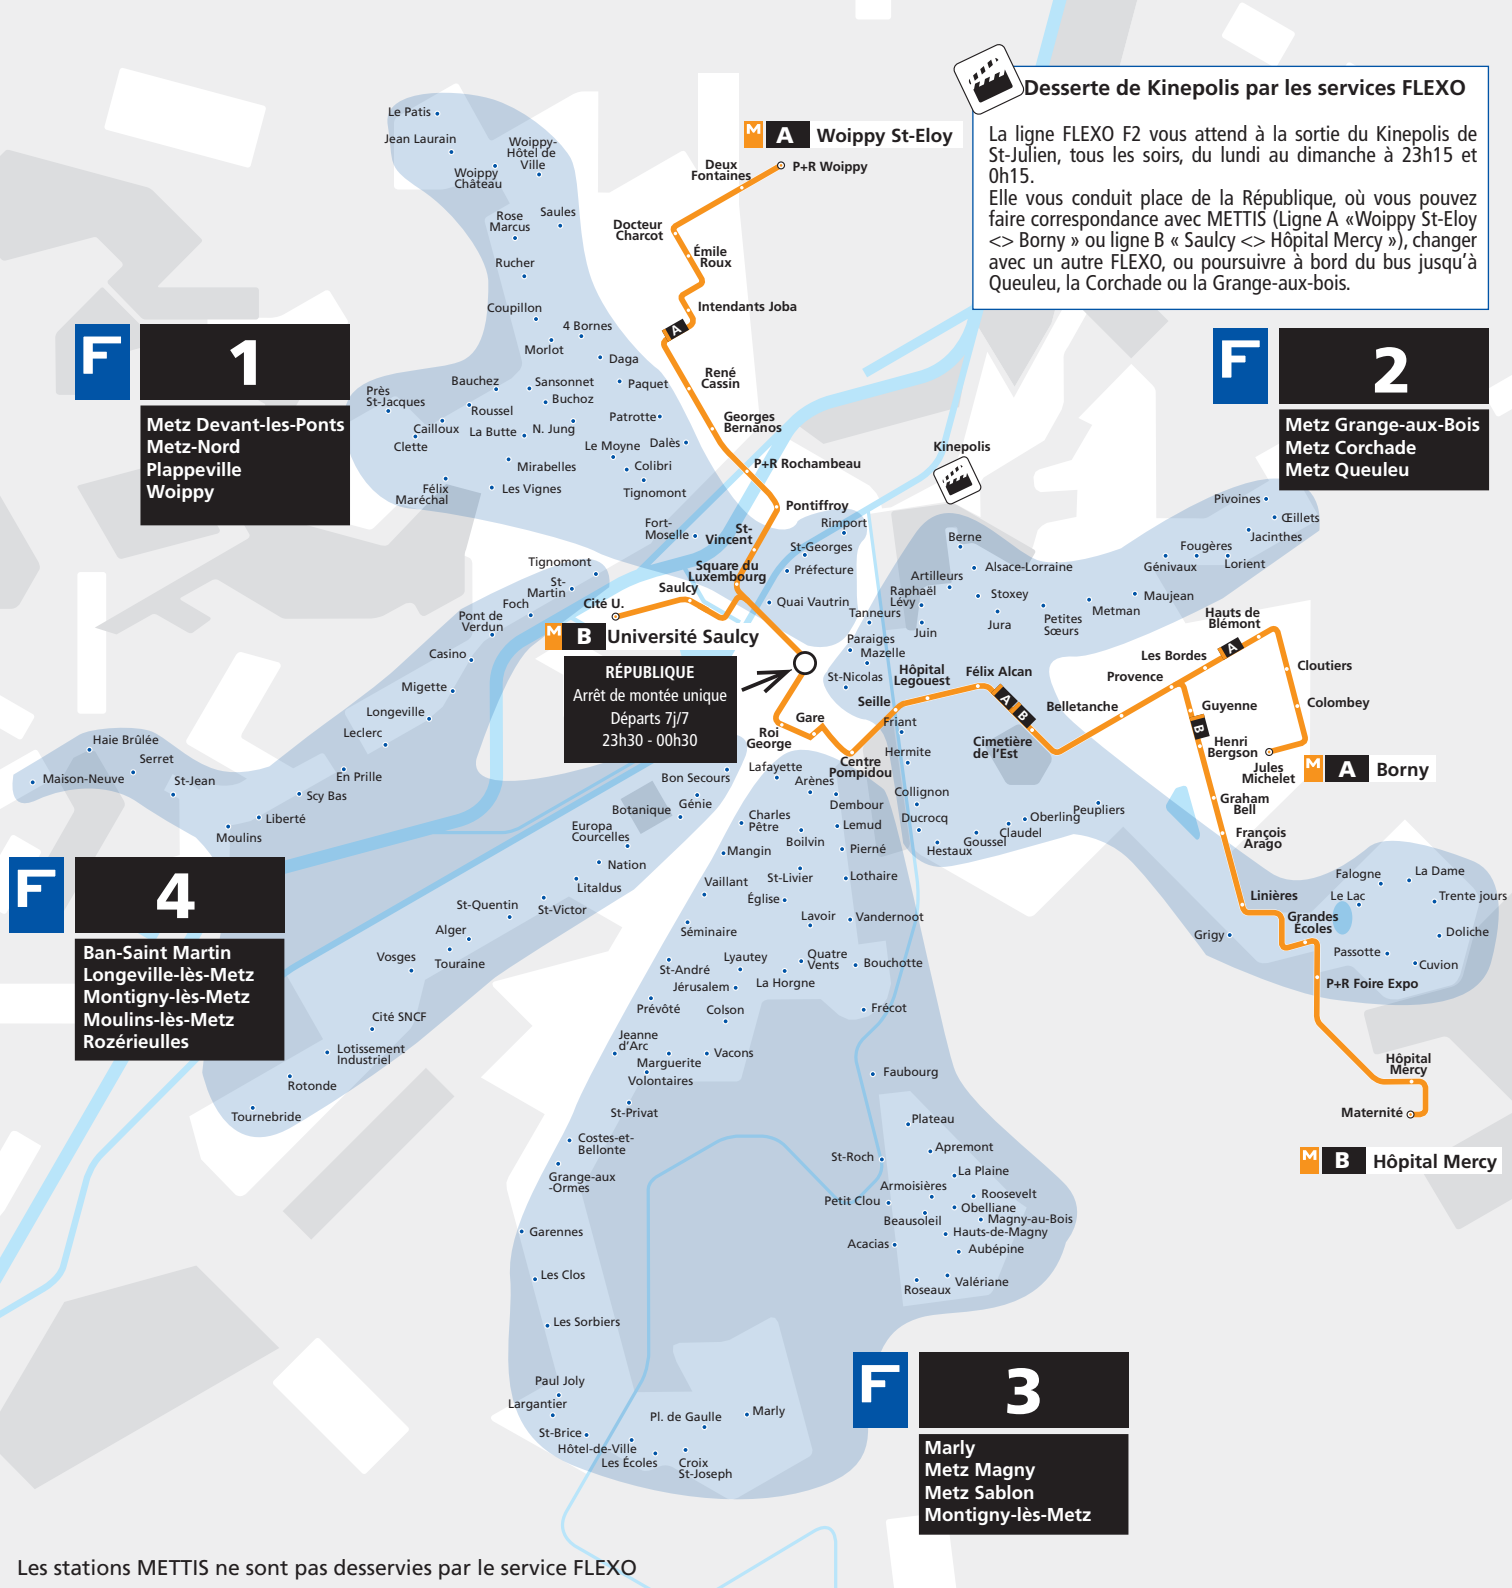 Desserte de Kinepolis par les services FLEXO
La ligne FLEXO F2 vous attend à la sortie du Kinepolis de
St-Julien, tous les soirs, du lundi au dimanche à 23h15 et
0h15.
Elle vous conduit place de la République, où vous pouvez
faire correspondance avec METTIS (Ligne A «Woippy St-Eloy
<> Borny » ou ligne B « Saulcy <> Hôpital Mercy »), changer
avec un autre FLEXO, ou poursuivre à bord du bus jusqu'à
Queuleu, la Corchade ou la Grange-aux-bois.
M A Woippy St-Eloy
P+R Woippy
Deux
Fontaines
Docteur
Charcot
Émile
Roux
Intendants Joba
A
René
Cassin
Georges
Bernanos
P+R Rochambeau
Pontiffroy
St-
Vincent
Square du
Luxembourg
Saulcy
Cité U.
M B Université Saulcy
RÉPUBLIQUE
Arrêt de montée unique
Départs 7j/7
23h30 - 00h30
Roi
George
Gare
Centre
Pompidou
Seille
Hôpital
Legouest
Félix Alcan
A B
Cimetière
de l'Est
Belletanche
Provence
Les Bordes
A
Hauts de
Blémont
Cloutiers
Colombey
Henri
Bergson
Jules
Michelet
M A Borny
Guyenne
B
Graham
Bell
François
Arago
Linières
Grandes
Écoles
P+R Foire Expo
Hôpital
Mercy
Maternité
M B Hôpital Mercy
F 1
Metz Devant-les-Ponts
Metz-Nord
Plappeville
Woippy
Le Patis
Jean Laurain
Woippy-
Hôtel de
Ville
Woippy
Château
Rose
Marcus
Saules
Rucher
Coupillon
4 Bornes
Morlot
Daga
Bauchez
Sansonnet
Paquet
Près
St-Jacques
Buchoz
Roussel
Patrotte
Cailloux
La Butte
N. Jung
Clette
Le Moyne
Dalès
Mirabelles
Colibri
Félix
Maréchal
Les Vignes
Tignomont
Fort-
Moselle
Rimport
St-Georges
Préfecture
Quai Vautrin
F 2
Metz Grange-aux-Bois
Metz Corchade
Metz Queuleu
Kinepolis
Pivoines
Œillets
Jacinthes
Fougères
Génivaux
Lorient
Berne
Alsace-Lorraine
Artilleurs
Raphaël
Lévy
Stoxey
Maujean
Metman
Petites
Sœurs
Jura
Juin
Tanneurs
Paraiges
Mazelle
St-Nicolas
Friant
Hermite
Collignon
Ducrocq
Hestaux
Goussel
Claudel
Oberling
Peupliers
Grigy
Falogne
La Dame
Le Lac
Trente jours
Doliche
Passotte
Cuvion
F 4
Ban-Saint Martin
Longeville-lès-Metz
Montigny-lès-Metz
Moulins-lès-Metz
Rozérieulles
Tignomont
St-
Martin
Foch
Pont de
Verdun
Casino
Migette
Longeville
Leclerc
En Prille
Scy Bas
Liberté
Moulins
St-Jean
Serret
Haie Brûlée
Maison-Neuve
Bon Secours
Génie
Botanique
Europa
Courcelles
Nation
Litaldus
St-Victor
St-Quentin
Alger
Touraine
Vosges
Cité SNCF
Lotissement
Industriel
Rotonde
Tournebride
F 3
Marly
Metz Magny
Metz Sablon
Montigny-lès-Metz
Lafayette
Arènes
Dembour
Charles
Pêtre
Lemud
Boilvin
Mangin
Pierné
Vaillant
St-Livier
Lothaire
Église
Lavoir
Vandernoot
Séminaire
Quatre
Vents
Lyautey
Bouchotte
St-André
Jérusalem
La Horgne
Prévôté
Colson
Frécot
Jeanne
d'Arc
Marguerite
Vacons
Volontaires
St-Privat
Faubourg
Costes-et-
Bellonte
Grange-aux
-Ormes
Garennes
Les Clos
Les Sorbiers
Plateau
Apremont
St-Roch
La Plaine
Armoisières
Roosevelt
Petit Clou
Obelliane
Beausoleil
Magny-au-Bois
Hauts-de-Magny
Acacias
Aubépine
Valériane
Roseaux
Paul Joly
Largantier
St-Brice
Hôtel-de-Ville
Les Écoles
Pl. de Gaulle
Marly
Croix
St-Joseph
Les stations METTIS ne sont pas desservies par le service FLEXO